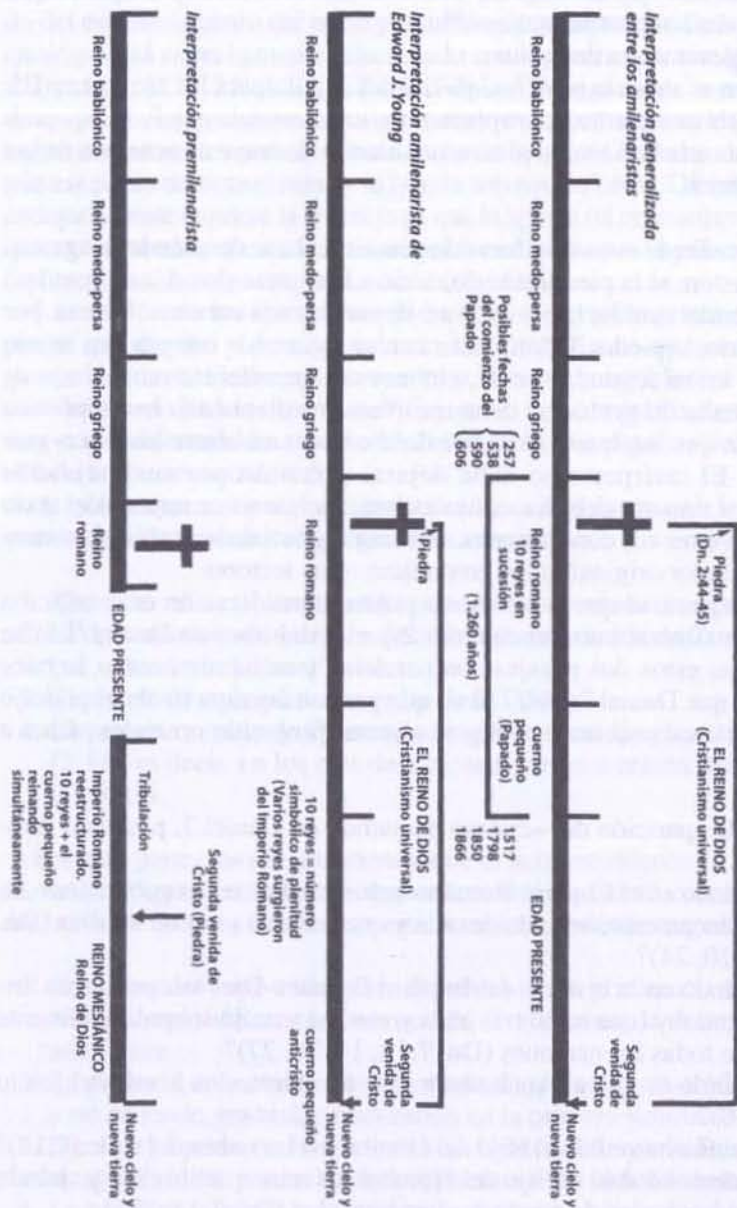 Interpretación generalizada
entre los amilenaristas
Piedra
(Dn. 2:44-45)
EL REINO DE DIOS
(Cristianismo universal)
Seguda
venida de
Cristo
Nuevo cielo y
nueva tierra
Reino babilónico
Reino medo-persa
Reino griego
Reino romano
10 reyes en
sucesión
(1.260 años)
cuerno
pequeño
(Papado)
EDAD PRESENTE
Posibles fechas
del comienzo del
Papado
257
538
590
606
1517
1798
1855
1866
Interpretación amilenarista de
Edward J. Young
Piedra
EL REINO DE DIOS
(Cristianismo universal)
Segunda
venida de
Cristo
Nuevo cielo y
nueva tierra
Reino babilónico
Reino medo-persa
Reino griego
Reino romano
10 reyes = número
simbólico de plenitud
(Varios reyes surgieron
del Imperio Romano)
cuerno pequeño
anti-cristo
Interpretación premilenarista
Segunda venida de
Cristo (Piedra)
Nuevo cielo y
nueva tierra
Reino babilónico
Reino medo-persa
Reino griego
Reino
romano
EDAD PRESENTE
Tribulación
Imperio Romano
reestructurado.
10 reyes + el
cuerno pequeño
reinando
simultáneamente
REINO MESIÁNICO
Reino de Dios